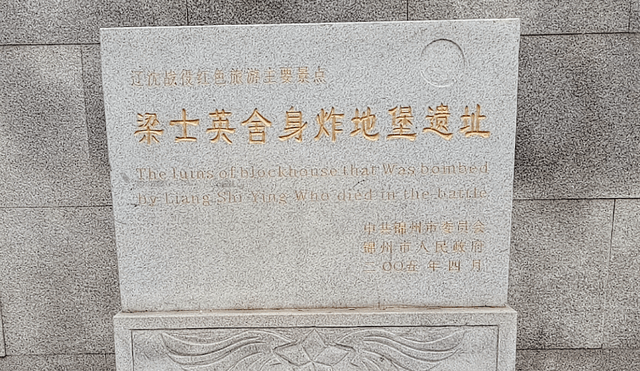 辽沈战役红色旅游主要景点
梁士英舍身炸地堡遗址
The luins of blockhouse that Was bombed
by Liang Shi Ying Who died in the battle
中共锦州市委员会
锦州市人民政府
二〇〇五年四月